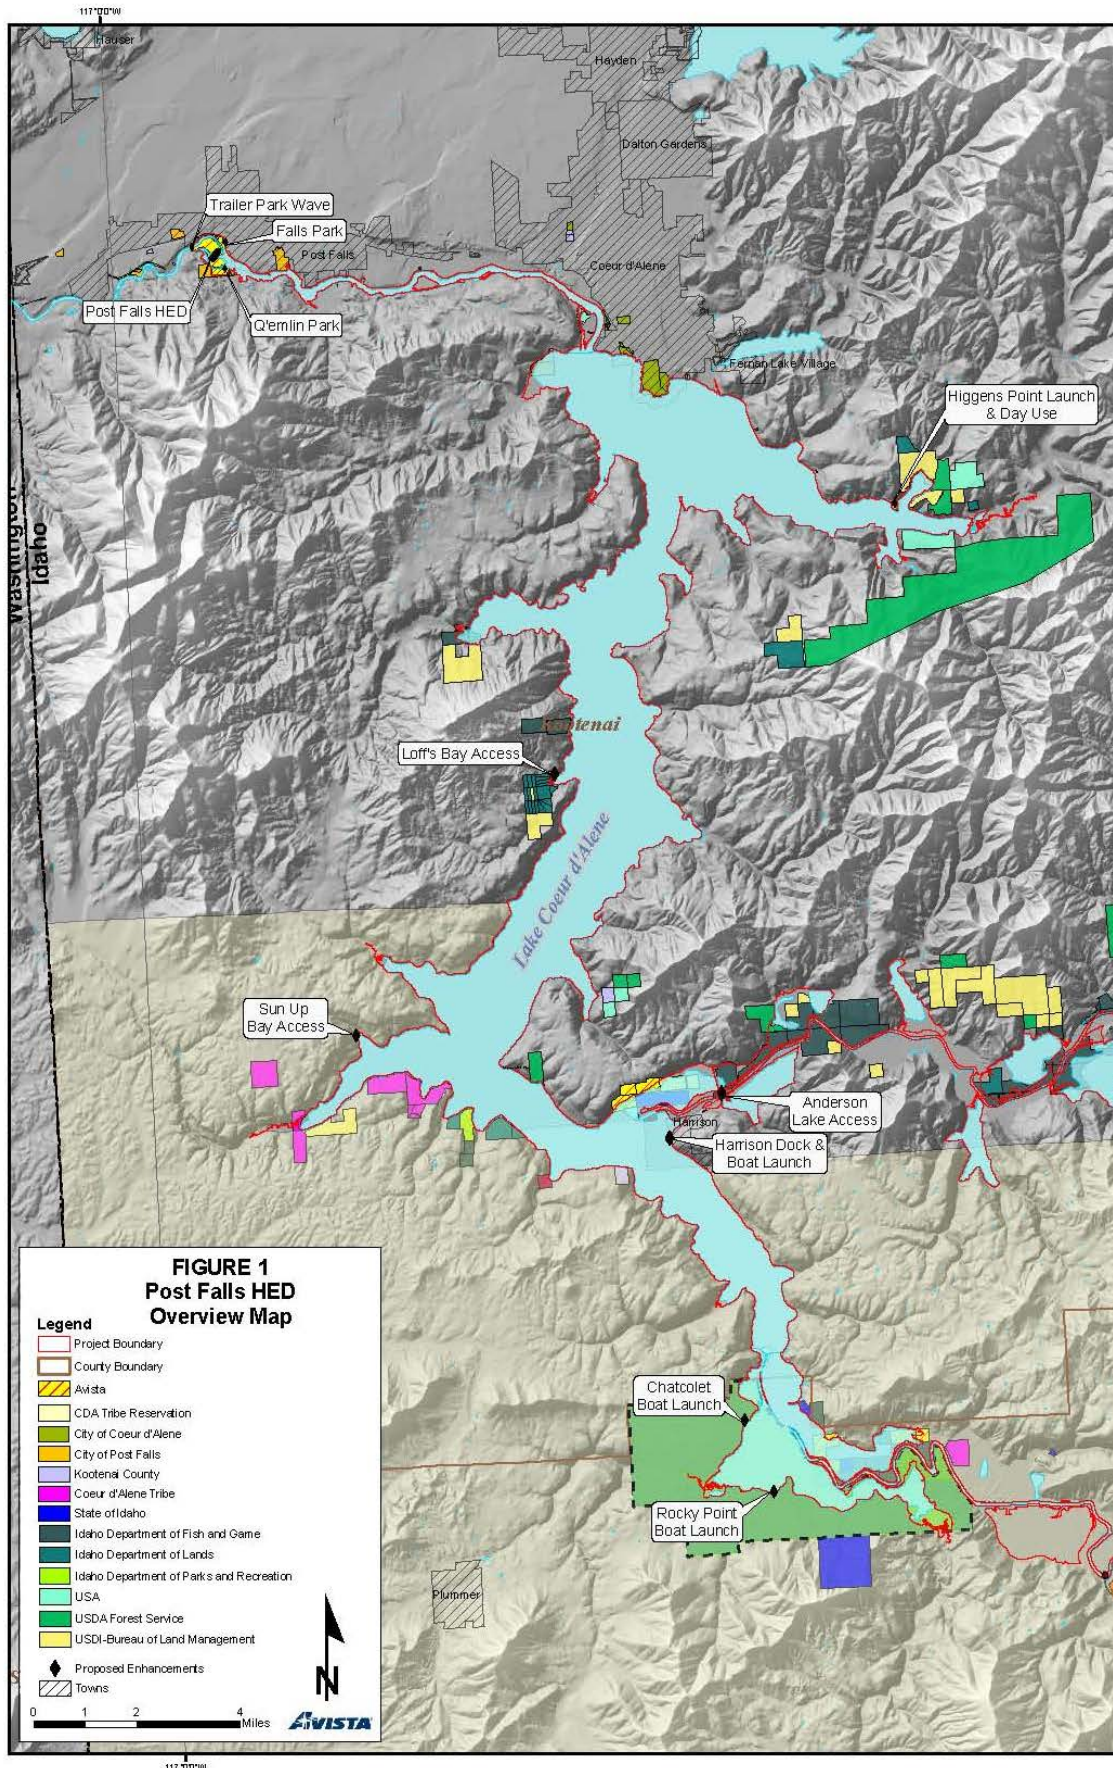 117°0'0"W
Hauser
Hayden
Dalton Gardens
Trailer Park Wave
Falls Park
Post Falls
Coeur d'Alene
Post Falls HED
Q'emlin Park
Fernan Lake Village
Higgens Point Launch
& Day Use
Washington
Idaho
Kootenai
Loff's Bay Access
Lake Coeur d'Alene
Sun Up
Bay Access
Anderson
Lake Access
Harrison
Harrison Dock &
Boat Launch
Chatcolet
Boat Launch
Rocky Point
Boat Launch
Plummer
FIGURE 1
Post Falls HED
Overview Map
Legend
Project Boundary
County Boundary
Avista
CDA Tribe Reservation
City of Coeur d'Alene
City of Post Falls
Kootenai County
Coeur d'Alene Tribe
State of Idaho
Idaho Department of Fish and Game
Idaho Department of Lands
Idaho Department of Parks and Recreation
USA
USDA Forest Service
USDI-Bureau of Land Management
Proposed Enhancements
Towns
N
0 1 2 4
Miles
AVISTA
117°0'0"W